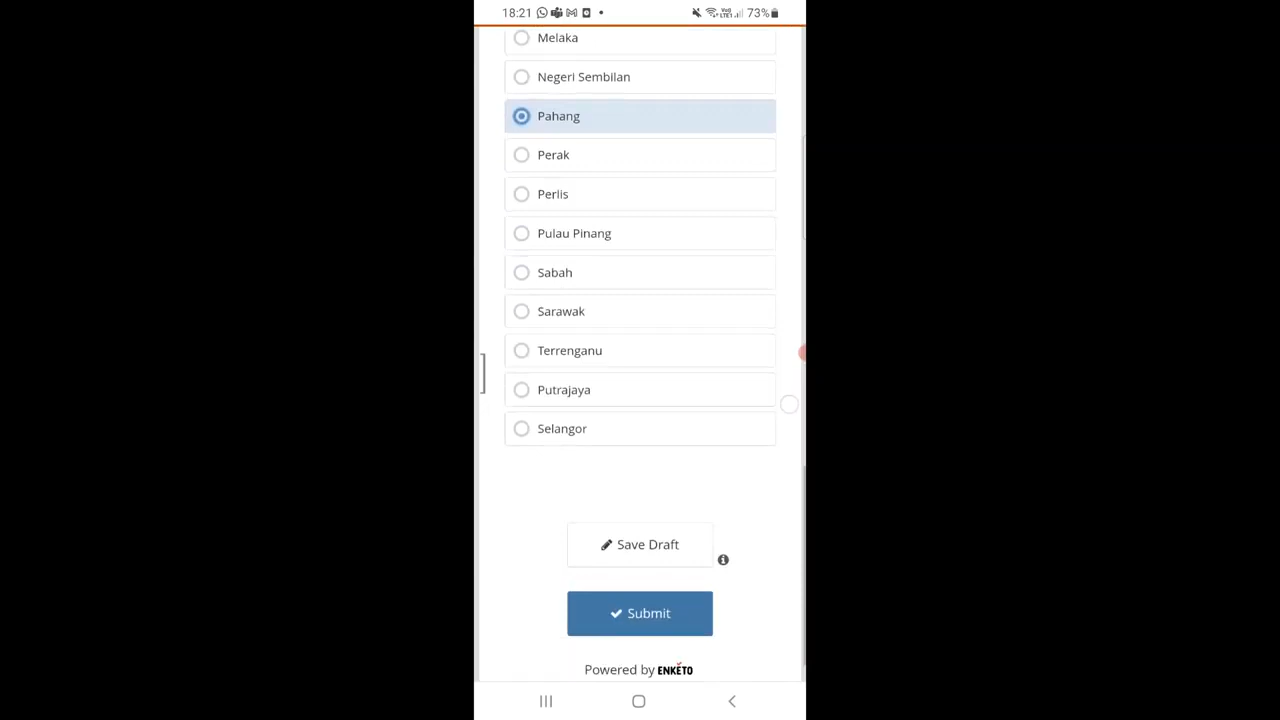 18:21 73%
Melaka
Negeri Sembilan
Pahang
Perak
Perlis
Pulau Pinang
Sabah
Sarawak
Terrenganu
Putrajaya
Selangor
Save Draft
Submit
Powered by ENKETO